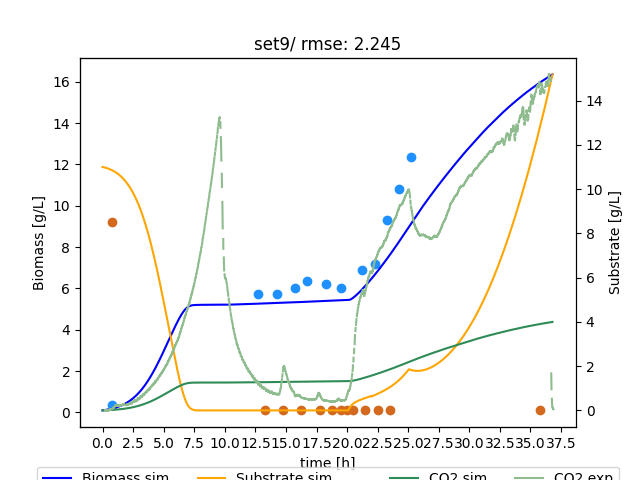 set9/ rmse: 2.245
Biomass [g/L]
16
14
12
10
8
6
4
2
0
14
12
10
8
6
4
2
0
Substrate [g/L]
0.0 2.5 5.0 7.5 10.0 12.5 15.0 17.5 20.0 22.5 25.0 27.5 30.0 32.5 35.0 37.5
time [h]
Biomass sim Substrate sim CO2 sim CO2 exp